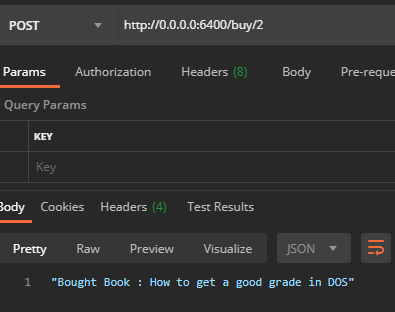 POST http://0.0.0.0:6400/buy/2
Params Authorization Headers (8) Body Pre-reque
Query Params
KEY
Key
Body Cookies Headers (4) Test Results
Pretty Raw Preview Visualize JSON
1 "Bought Book : How to get a good grade in DOS"